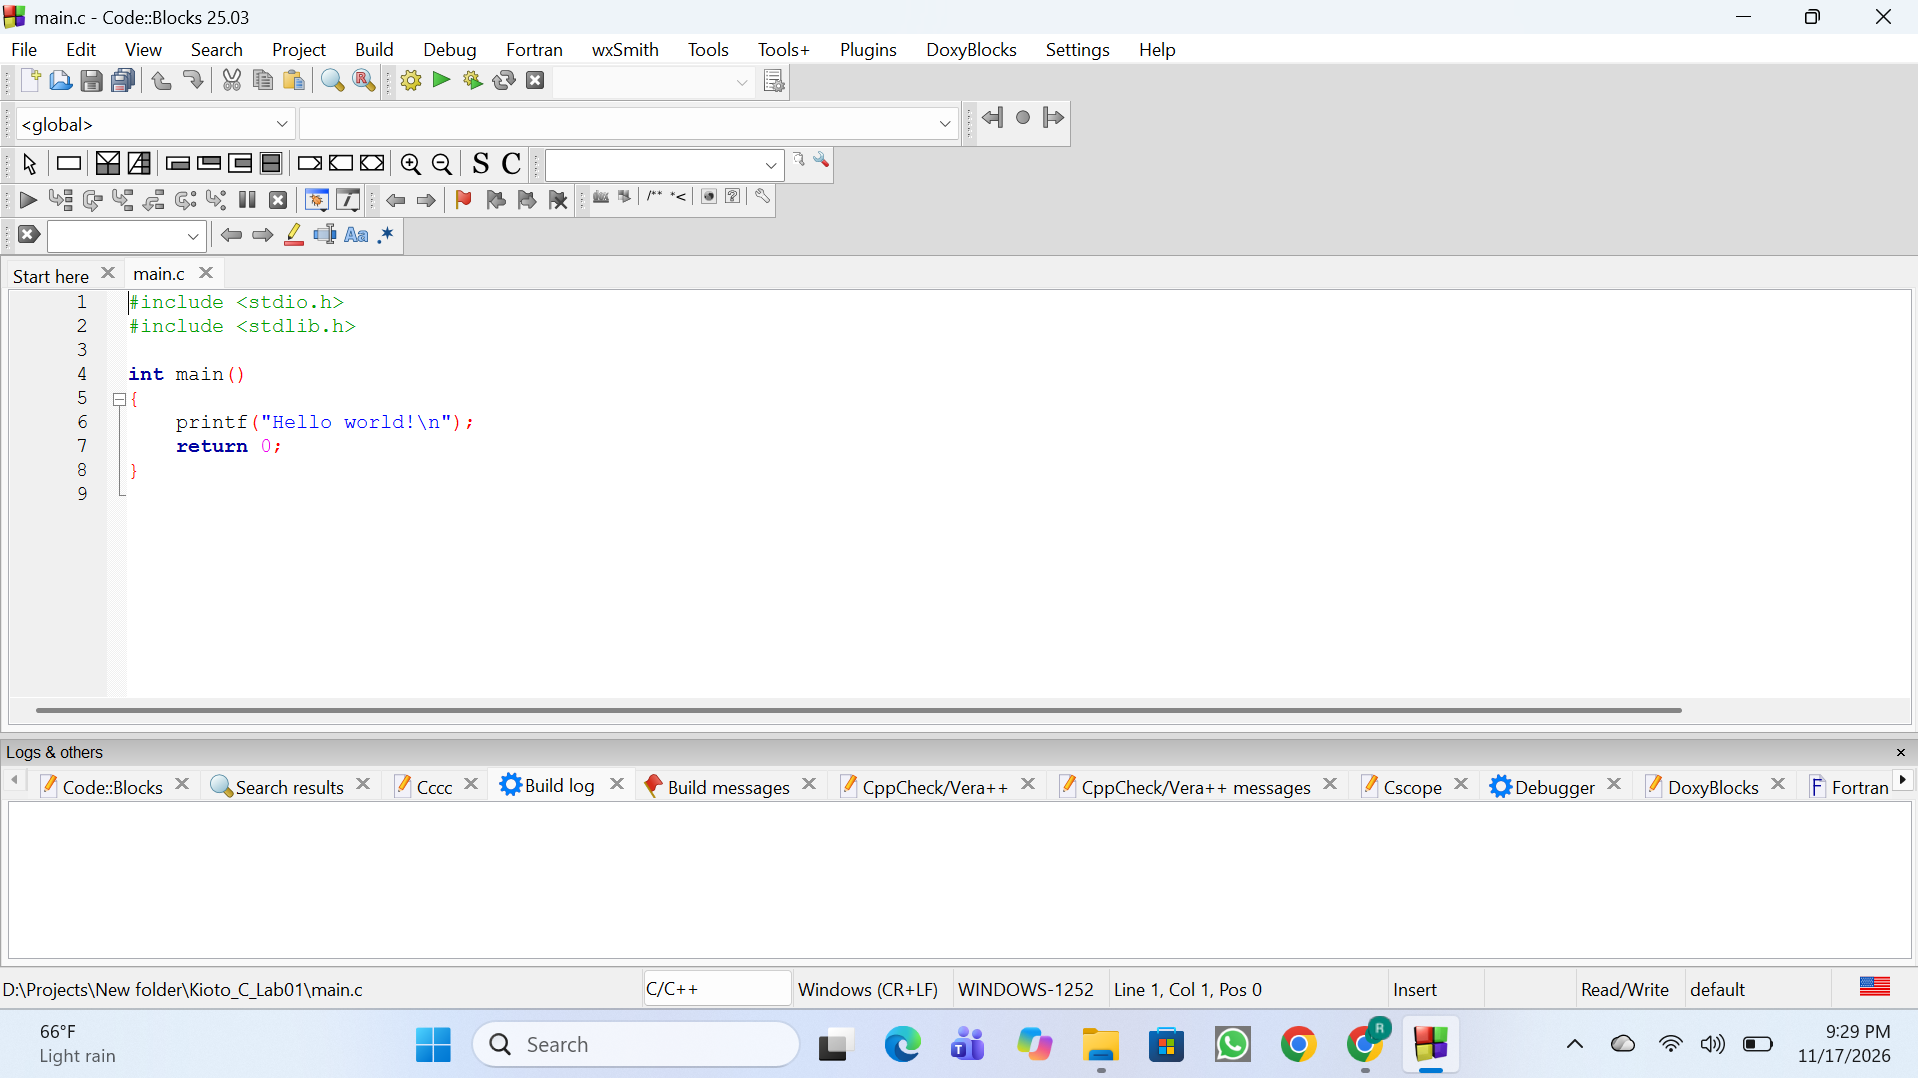 main.c - Code::Blocks 25.03
File Edit View Search Project Build Debug Fortran wxSmith Tools Tools+ Plugins DoxyBlocks Settings Help
<global>
S C
/** *<
Aa .*
Start here main.c
1 #include <stdio.h>
2 #include <stdlib.h>
3
4 int main()
5 {
6 printf("Hello world!\n");
7 return 0;
8 }
9
Logs & others
Code::Blocks Search results Cccc Build log Build messages CppCheck/Vera++ CppCheck/Vera++ messages Cscope Debugger DoxyBlocks Fortran
D:\Projects\New folder\Kioto_C_Lab01\main.c C/C++ Windows (CR+LF) WINDOWS-1252 Line 1, Col 1, Pos 0 Insert Read/Write default
66°F
Light rain
Search
R
9:29 PM
11/17/2026